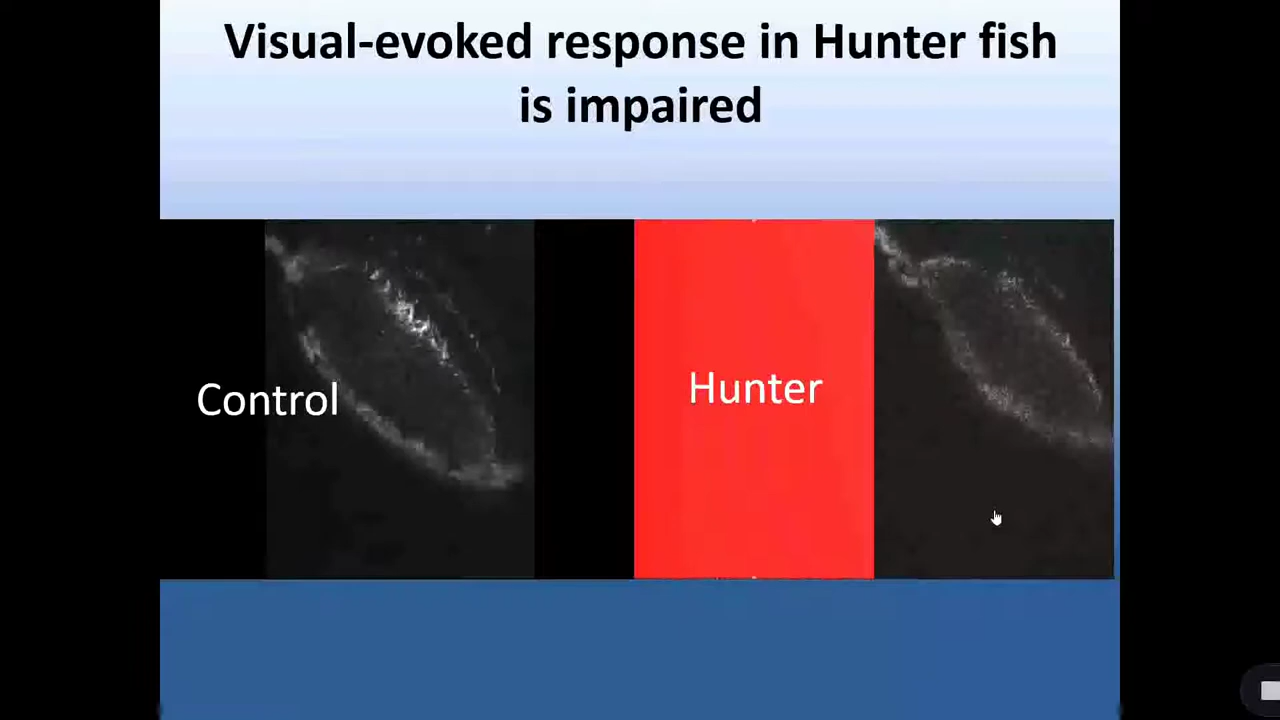 Visual-evoked response in Hunter fish
is impaired
Control
Hunter